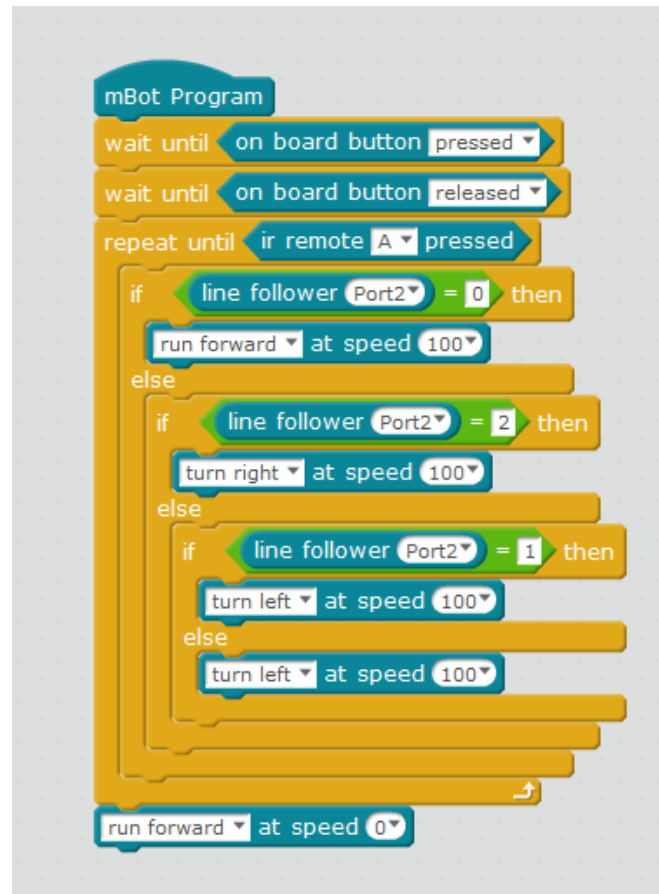 mBot Program
wait until on board button pressed
wait until on board button released
repeat until ir remote A pressed
if line follower Port2 = 0 then
run forward at speed 100
else
if line follower Port2 = 2 then
turn right at speed 100
else
if line follower Port2 = 1 then
turn left at speed 100
else
turn left at speed 100
run forward at speed 0